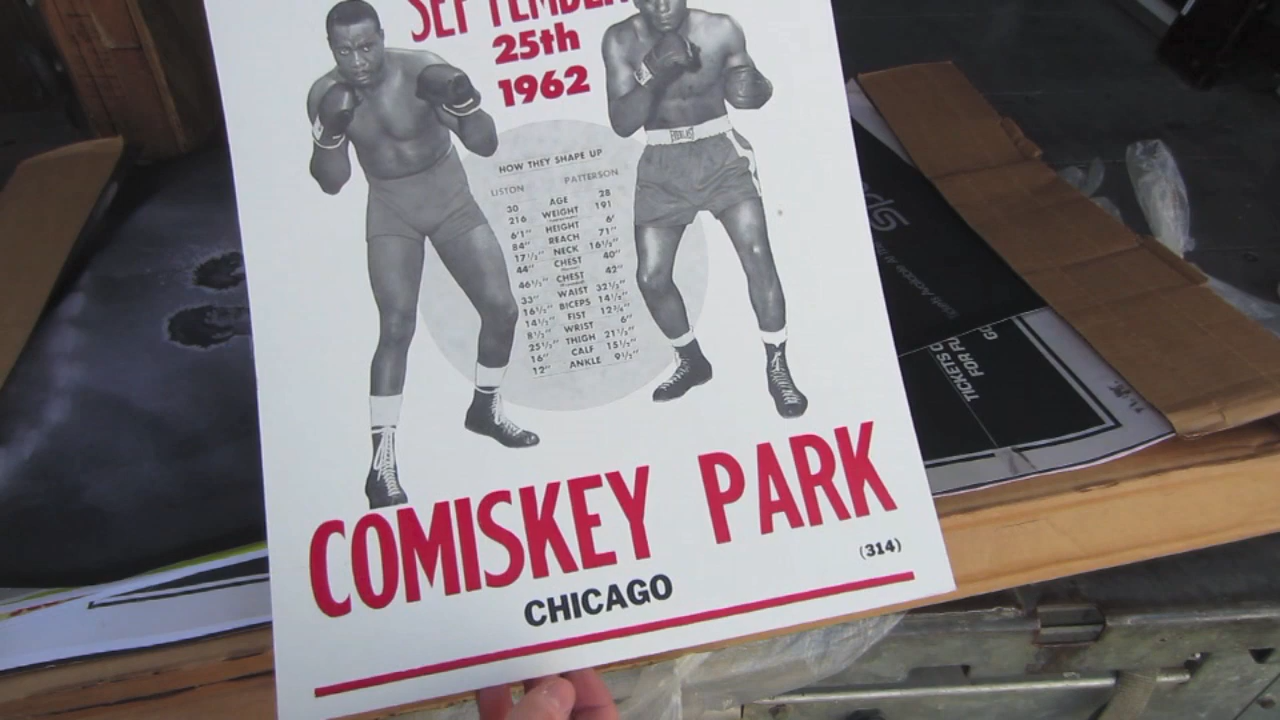 SEPTEMBER
25th
1962
EVERLAST
HOW THEY SHAPE UP
LISTON PATTERSON
30 AGE 28
216 WEIGHT 191
6'1" HEIGHT 6'
84" REACH 71"
17½" NECK 16½"
44" CHEST 40"
46½" CHEST 42"
33" WAIST 32½"
16½" BICEPS 14½"
14½" FIST 12¾"
8½" WRIST 6"
25½" THIGH 21½"
16" CALF 15½"
12" ANKLE 9½"
COMISKEY PARK
(314)
CHICAGO
TICKETS
FOR FU
GO